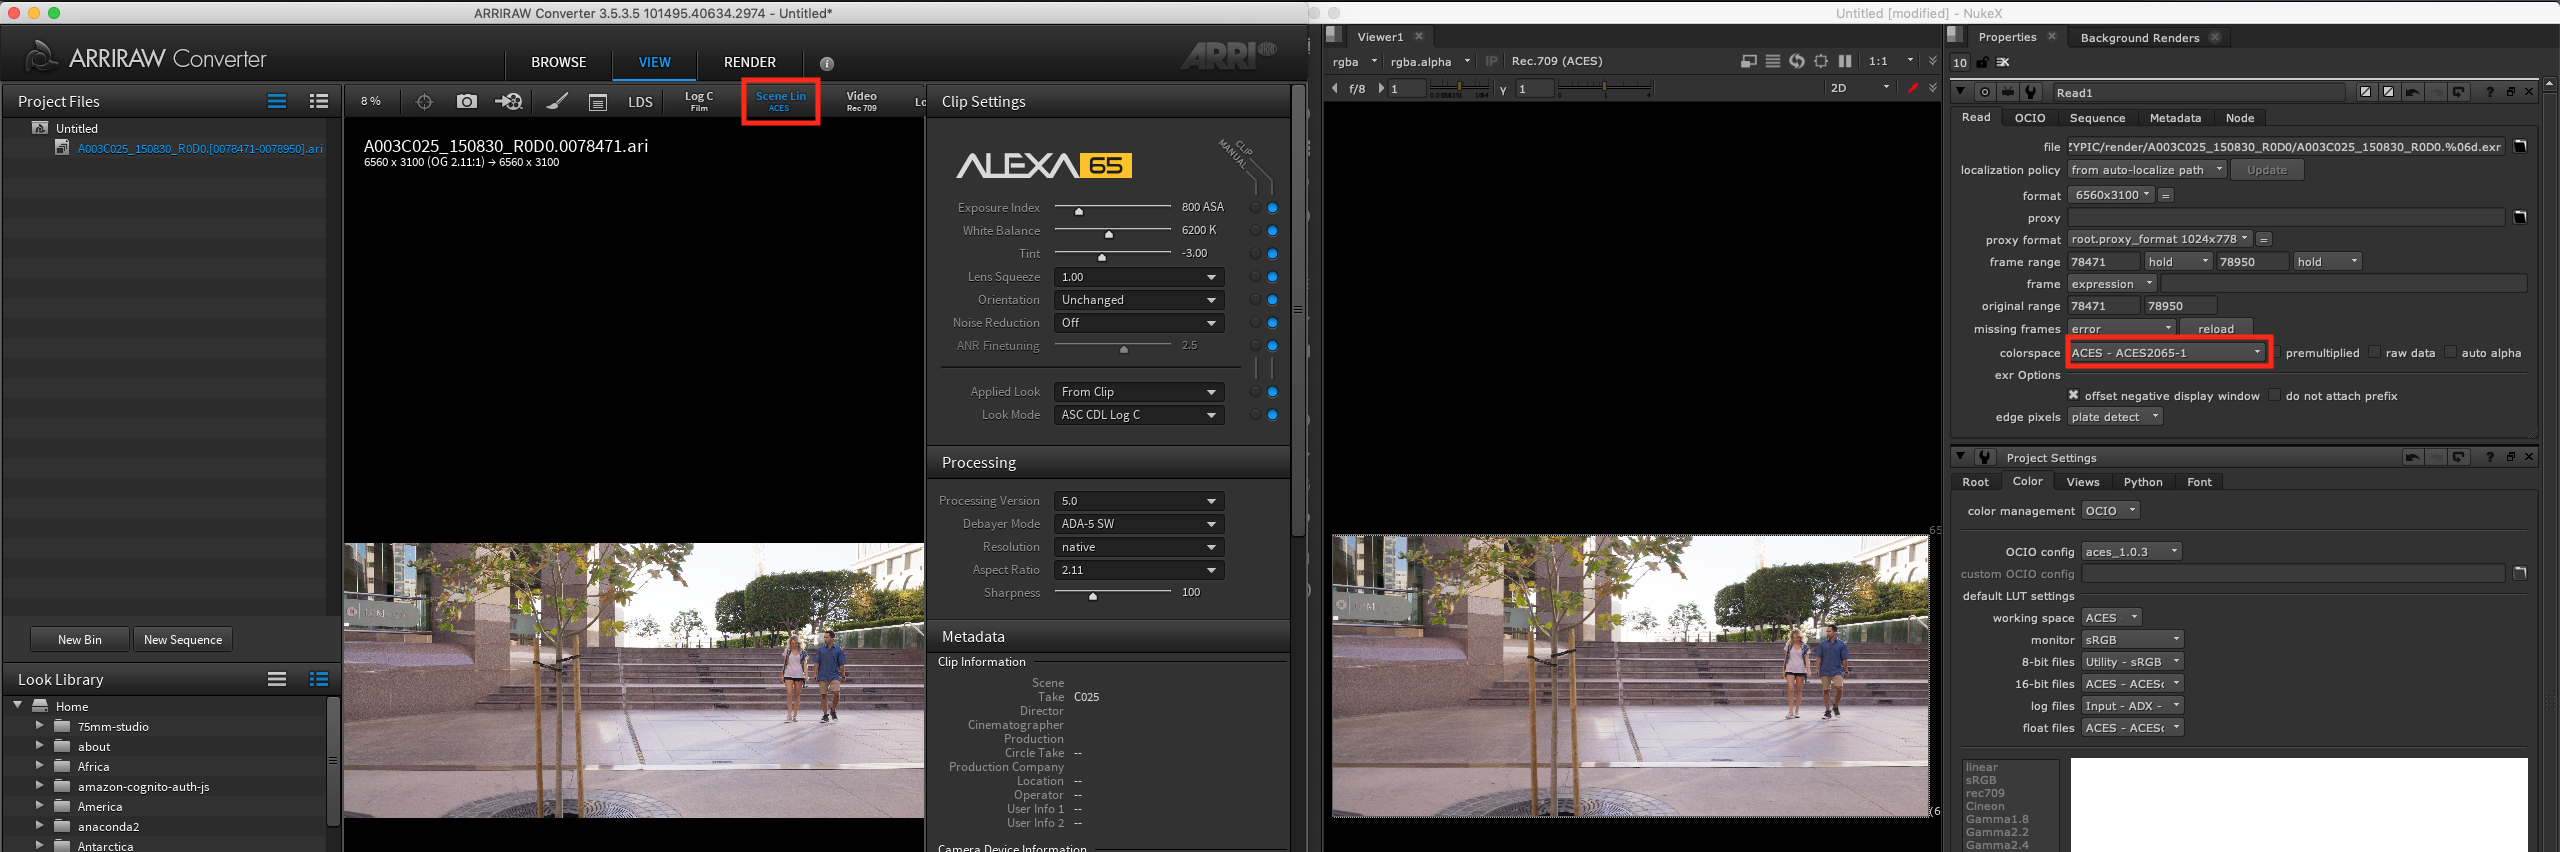 ARRIRAW Converter 3.5.3.5 101495.40634.2974 - Untitled*
ARRIRAW Converter
BROWSE
VIEW
RENDER
ARRI
Project Files
Untitled
A003C025_150830_R0D0.[0078471-0078950].ari
New Bin
New Sequence
Look Library
Home
75mm-studio
about
Africa
amazon-cognito-auth-js
America
anaconda2
Antarctica
8 %
LDS
Log C
Film
Scene Lin
ACES
Video
Rec 709
Lo
A003C025_150830_R0D0.0078471.ari
6560 x 3100 (OG 2.11:1) → 6560 x 3100
Clip Settings
CLIP
MANUAL
ALEXA 65
Exposure Index 800 ASA
White Balance 6200 K
Tint -3.00
Lens Squeeze 1.00
Orientation Unchanged
Noise Reduction Off
ANR Finetuning 2.5
Applied Look From Clip
Look Mode ASC CDL Log C
Processing
Processing Version 5.0
Debayer Mode ADA-5 SW
Resolution native
Aspect Ratio 2.11
Sharpness 100
Metadata
Clip Information
Scene
Take C025
Director
Cinematographer
Production
Circle Take --
Production Company
Location --
Operator --
User Info 1 --
User Info 2 --
Camera Device Information
Untitled [modified] - NukeX
Viewer1
rgba
rgba.alpha
IP
Rec.709 (ACES)
1:1
f/8
1
Y
1
2D
Properties
Background Renders
10
Read1
Read
OCIO
Sequence
Metadata
Node
file ZYPIC/render/A003C025_150830_R0D0/A003C025_150830_R0D0.%06d.exr
localization policy from auto-localize path Update
format 6560x3100 =
proxy
proxy format root.proxy_format 1024x778 =
frame range 78471 hold 78950 hold
frame expression
original range 78471 78950
missing frames error reload
colorspace ACES - ACES2065-1 premultiplied raw data auto alpha
exr Options
offset negative display window do not attach prefix
edge pixels plate detect
Project Settings
Root
Color
Views
Python
Font
color management OCIO
OCIO config aces_1.0.3
custom OCIO config
default LUT settings
working space ACES
monitor sRGB
8-bit files Utility - sRGB
16-bit files ACES - ACESc
log files Input - ADX -
float files ACES - ACESc
linear
sRGB
rec709
Cineon
Gamma1.8
Gamma2.2
Gamma2.4